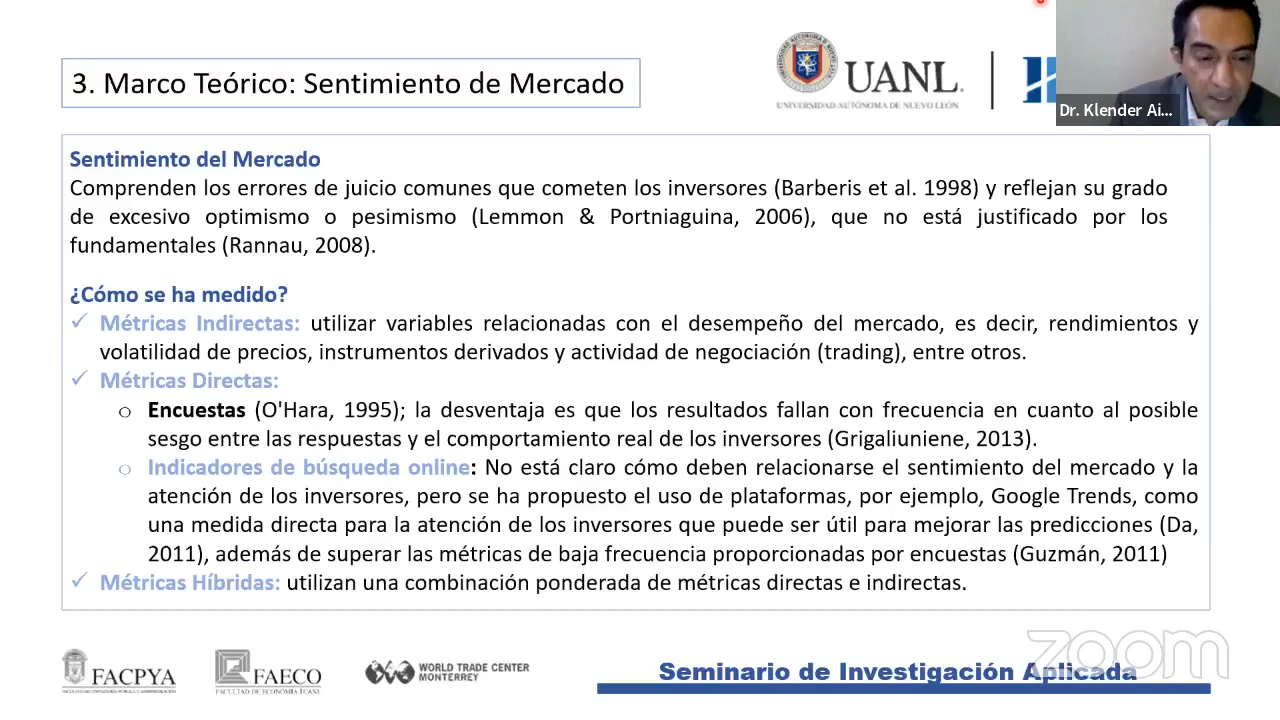 3. Marco Teórico: Sentimiento de Mercado
UANL
UNIVERSIDAD AUTÓNOMA DE NUEVO LEÓN
Dr. Klender Ai...
Sentimiento del Mercado
Comprenden los errores de juicio comunes que cometen los inversores (Barberis et al. 1998) y reflejan su grado
de excesivo optimismo o pesimismo (Lemmon & Portniaguina, 2006), que no está justificado por los
fundamentales (Rannau, 2008).
¿Cómo se ha medido?
✓ Métricas Indirectas: utilizar variables relacionadas con el desempeño del mercado, es decir, rendimientos y
volatilidad de precios, instrumentos derivados y actividad de negociación (trading), entre otros.
✓ Métricas Directas:
o Encuestas (O'Hara, 1995); la desventaja es que los resultados fallan con frecuencia en cuanto al posible
sesgo entre las respuestas y el comportamiento real de los inversores (Grigaliuniene, 2013).
o Indicadores de búsqueda online: No está claro cómo deben relacionarse el sentimiento del mercado y la
atención de los inversores, pero se ha propuesto el uso de plataformas, por ejemplo, Google Trends, como
una medida directa para la atención de los inversores que puede ser útil para mejorar las predicciones (Da,
2011), además de superar las métricas de baja frecuencia proporcionadas por encuestas (Guzmán, 2011)
✓ Métricas Híbridas: utilizan una combinación ponderada de métricas directas e indirectas.
FACPYA
FAECO
FACULTAD DE ECONOMÍA UANL
WORLD TRADE CENTER
MONTERREY
Seminario de Investigación Aplicada
zoom